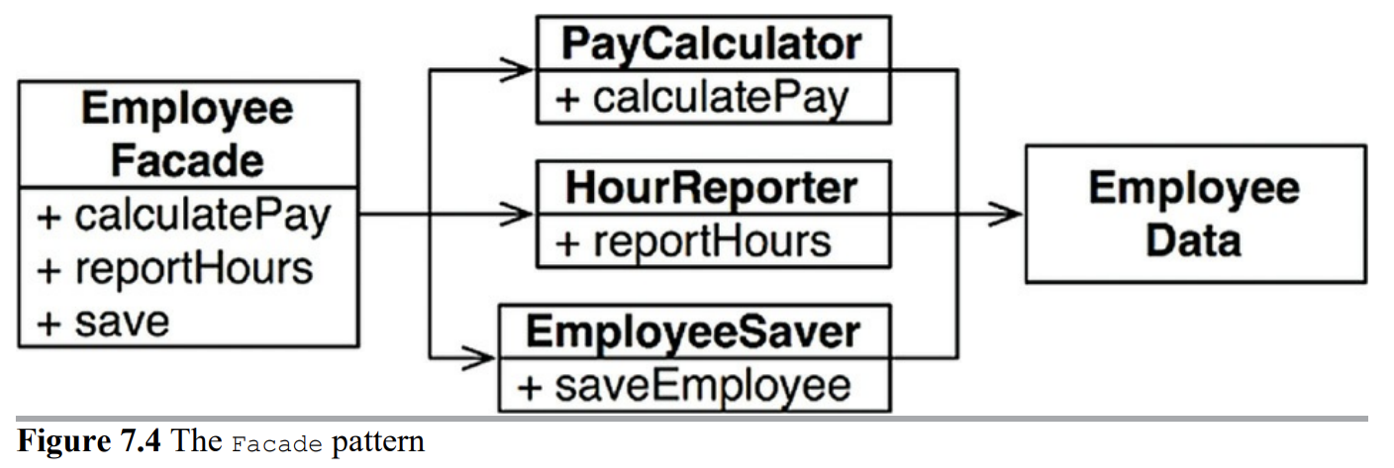 Employee
Facade
+ calculatePay
+ reportHours
+ save
PayCalculator
+ calculatePay
HourReporter
+ reportHours
EmployeeSaver
+ saveEmployee
Employee
Data
Figure 7.4 The Facade pattern